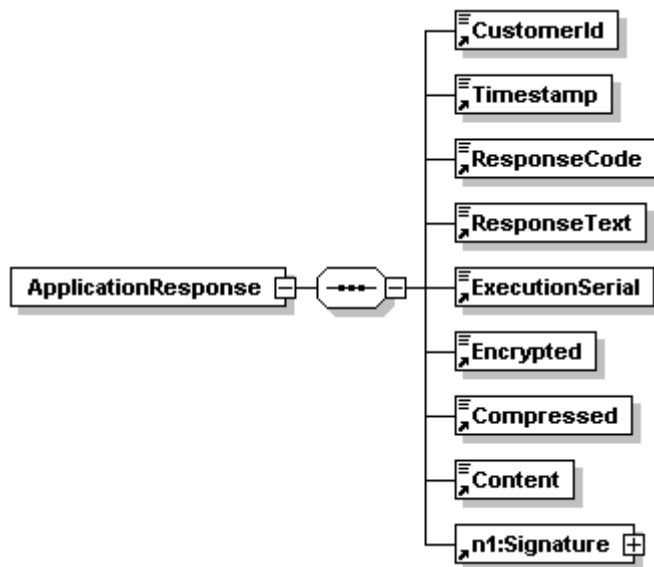 CustomerId
Timestamp
ResponseCode
ResponseText
ApplicationResponse
ExecutionSerial
Encrypted
Compressed
Content
n1:Signature